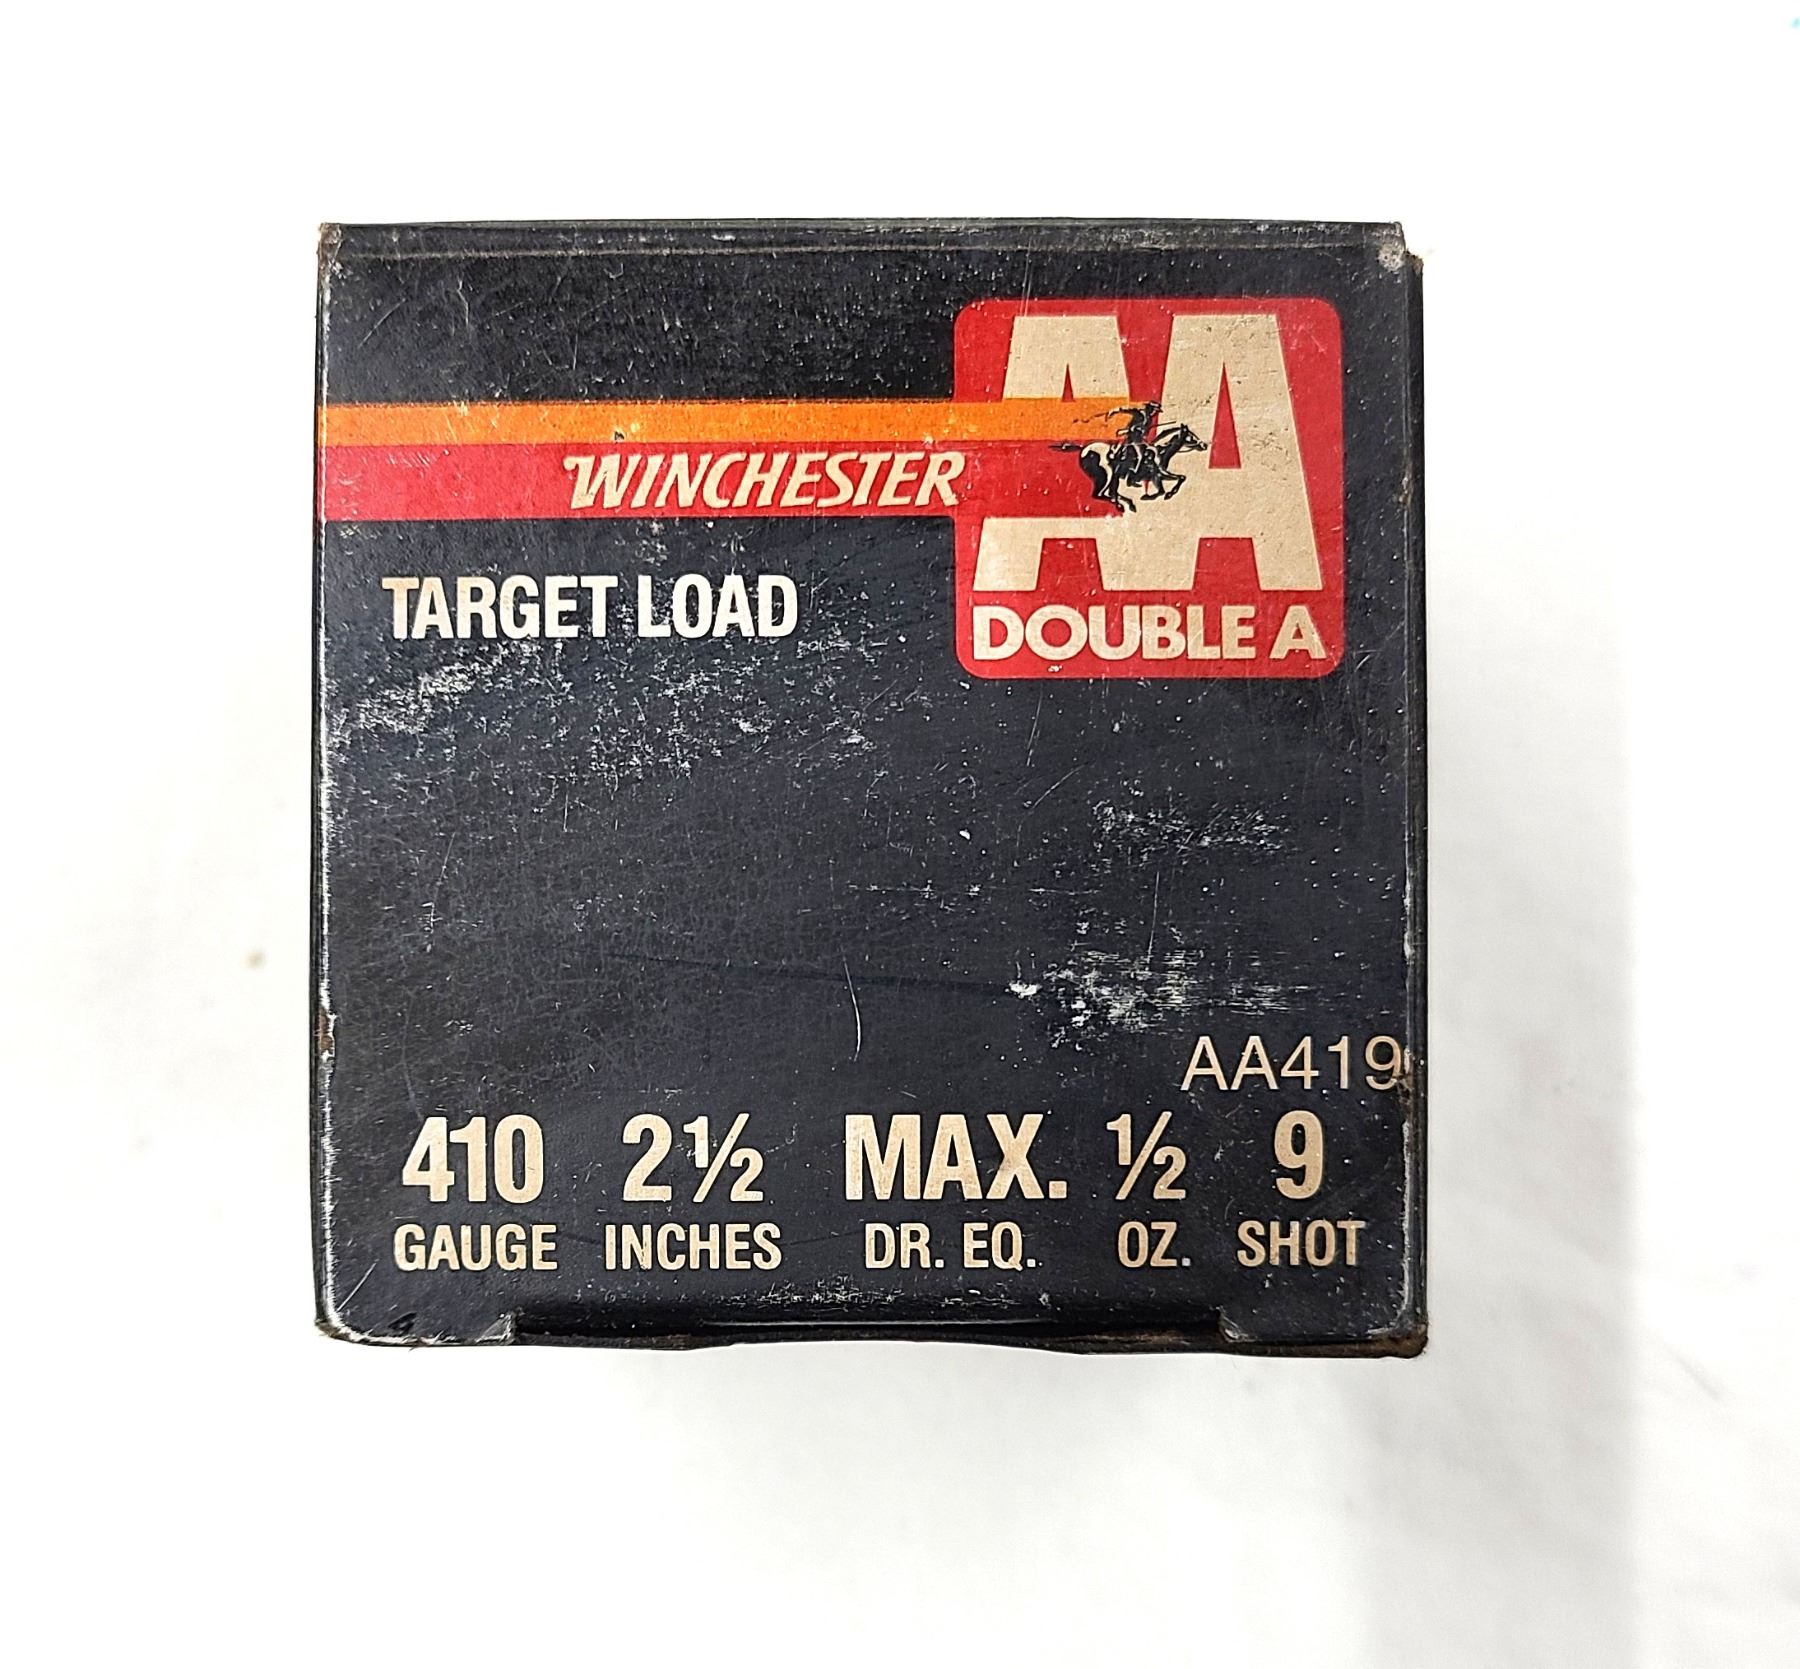 AA
WINCHESTER
DOUBLE A
TARGET LOAD
AA419
410 2½ MAX. ½ 9
GAUGE INCHES DR. EQ. OZ. SHOT